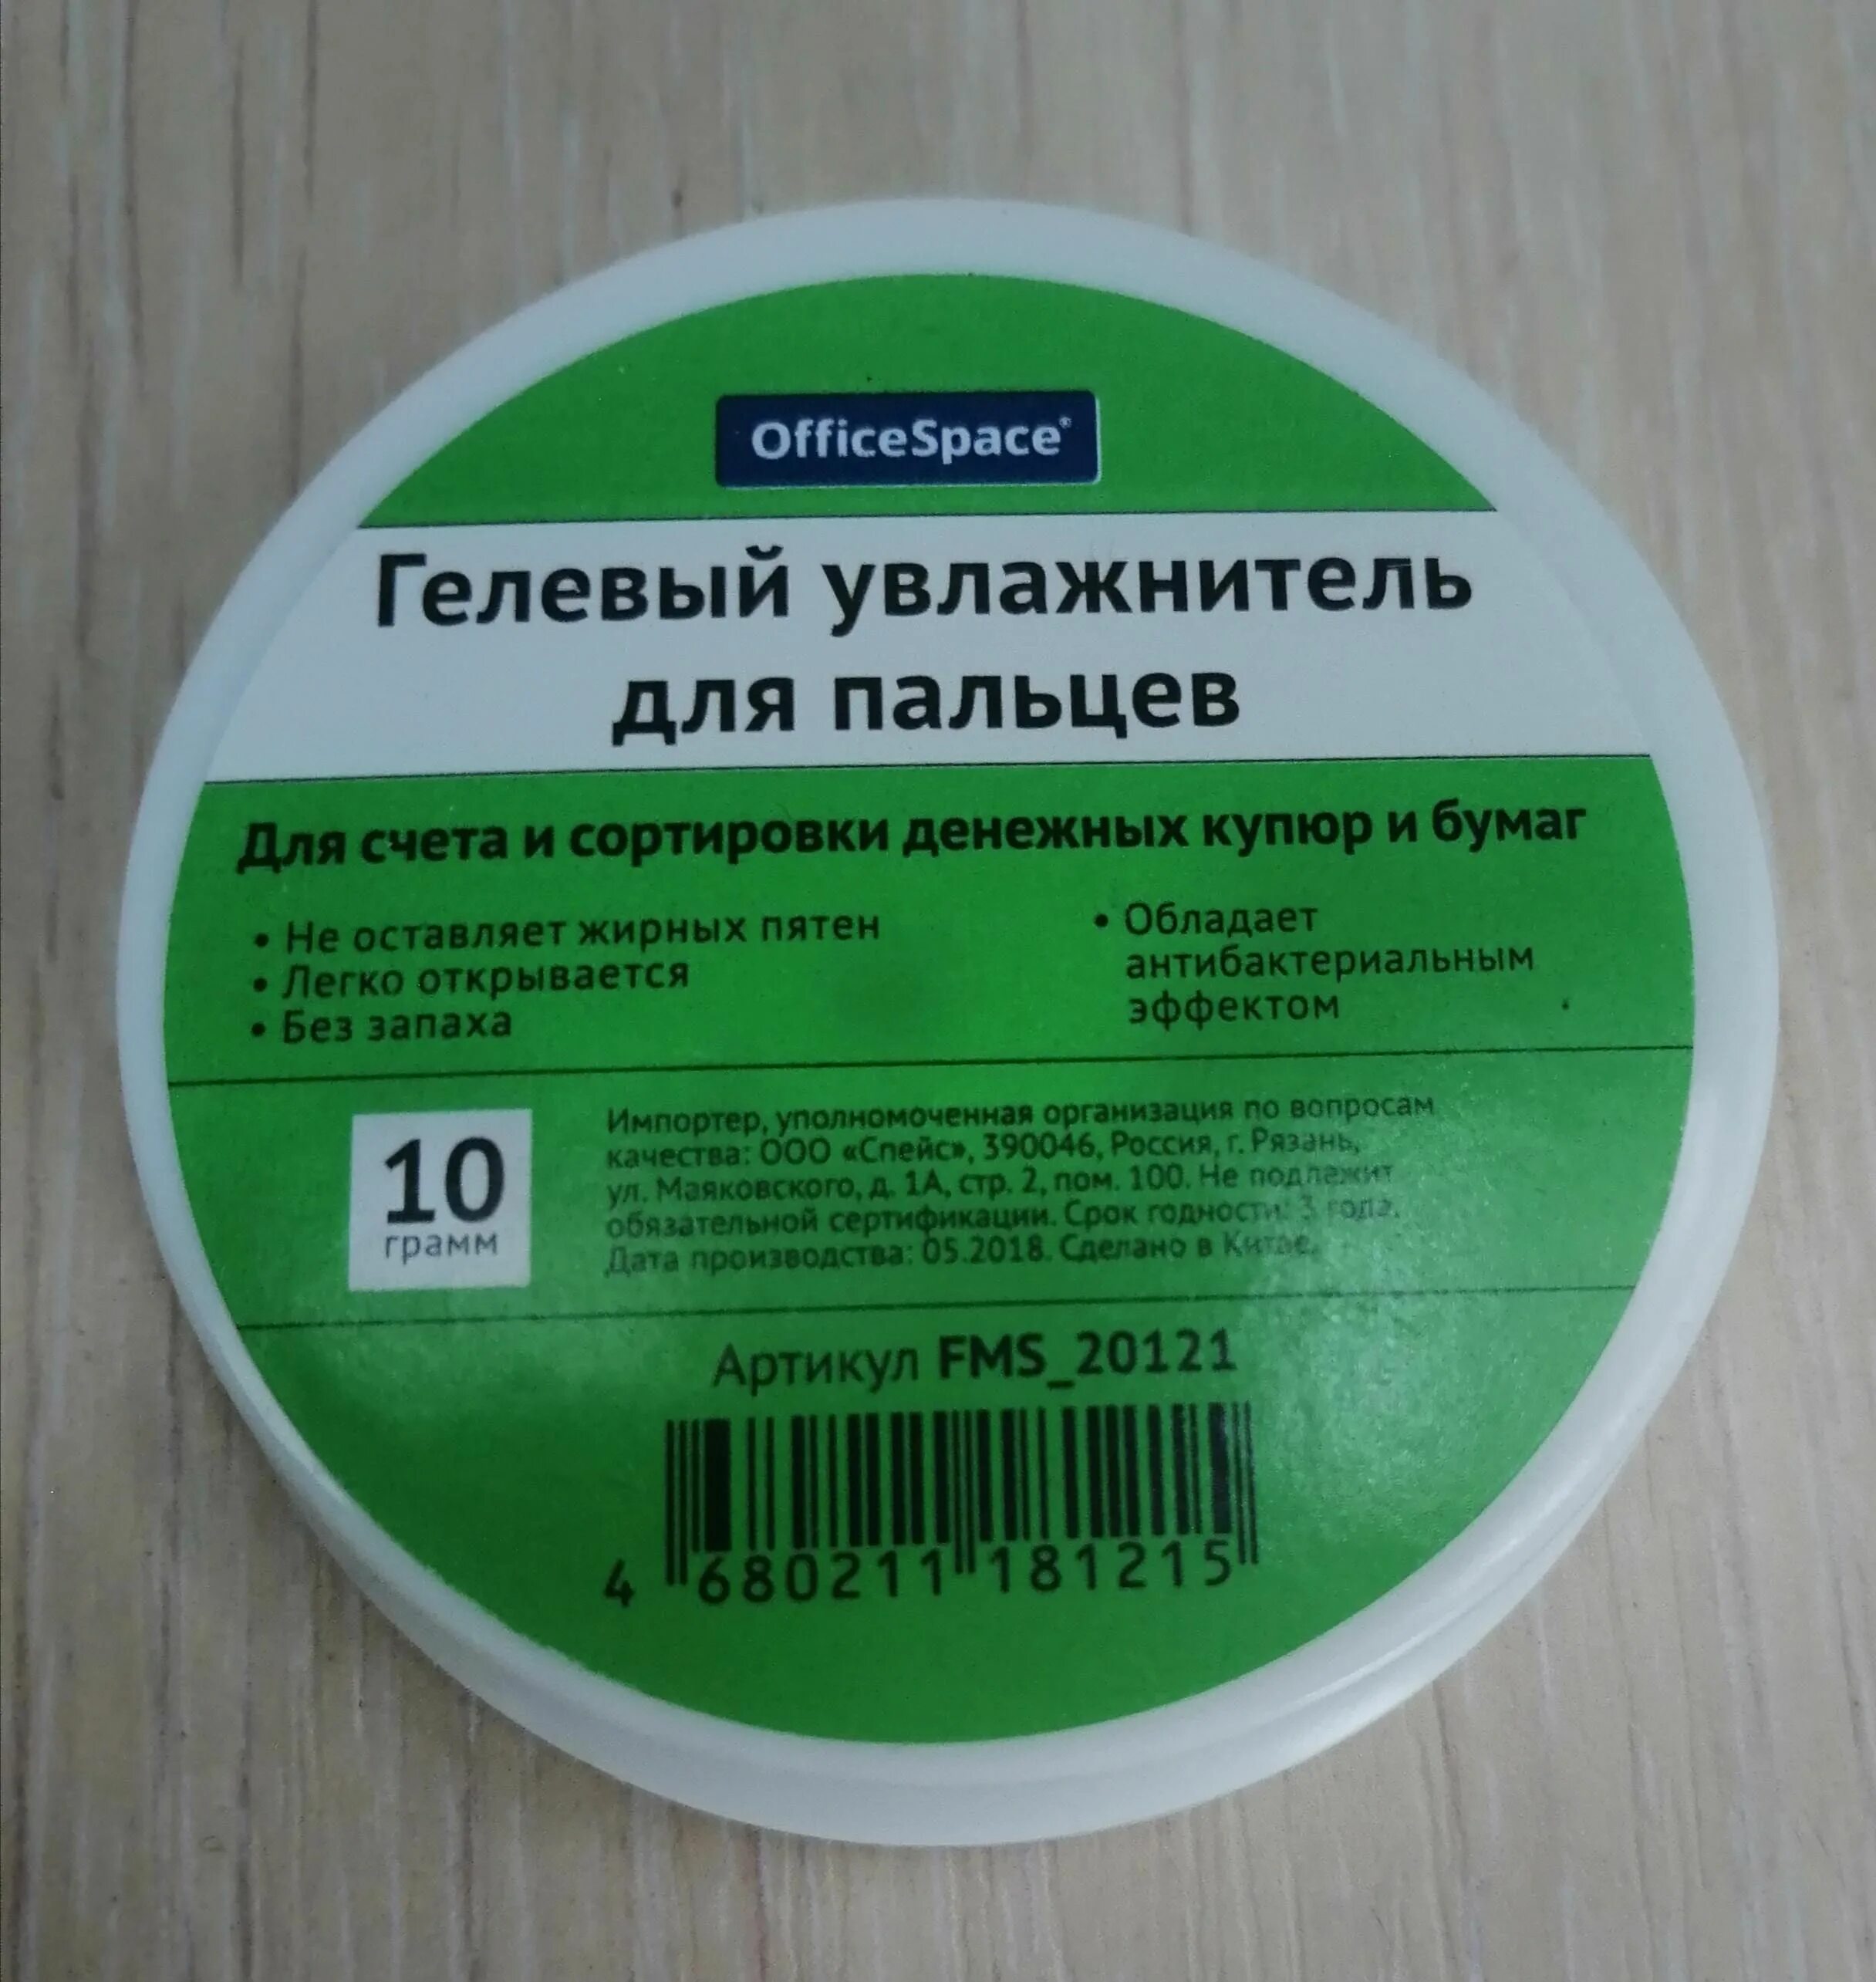 OfficeSpace®
Гелевый увлажнитель
для пальцев
Для счета и сортировки денежных купюр и бумаг
• Не оставляет жирных пятен
• Легко открывается
• Без запаха
• Обладает
антибактериальным
эффектом
10
грамм
Импортер, уполномоченная организация по вопросам
качества: ООО «Спейс», 390046, Россия, г. Рязань,
ул. Маяковского, д. 1А, стр. 2, пом. 100. Не подлежит
обязательной сертификации. Срок годности: 3 года.
Дата производства: 05.2018. Сделано в Китае.
Артикул FMS_20121
4 680211 181215